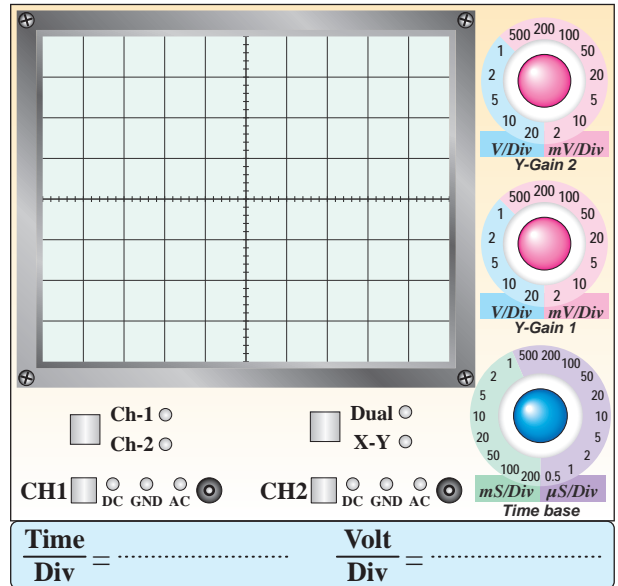 500 200 100
1 50
2 20
5 5
10 10
20 2
V/Div mV/Div
Y-Gain 2
500 200 100
1 50
2 20
5 5
10 10
20 2
V/Div mV/Div
Y-Gain 1
1 500 200 100
2 50
5 20
10 10
20 5
50 2
100 200 0.5 1
mS/Div µS/Div
Time base
Ch-1 Dual
Ch-2 X-Y
CH1 DC GND AC CH2 DC GND AC
Time Volt
= .................... = ....................
Div Div